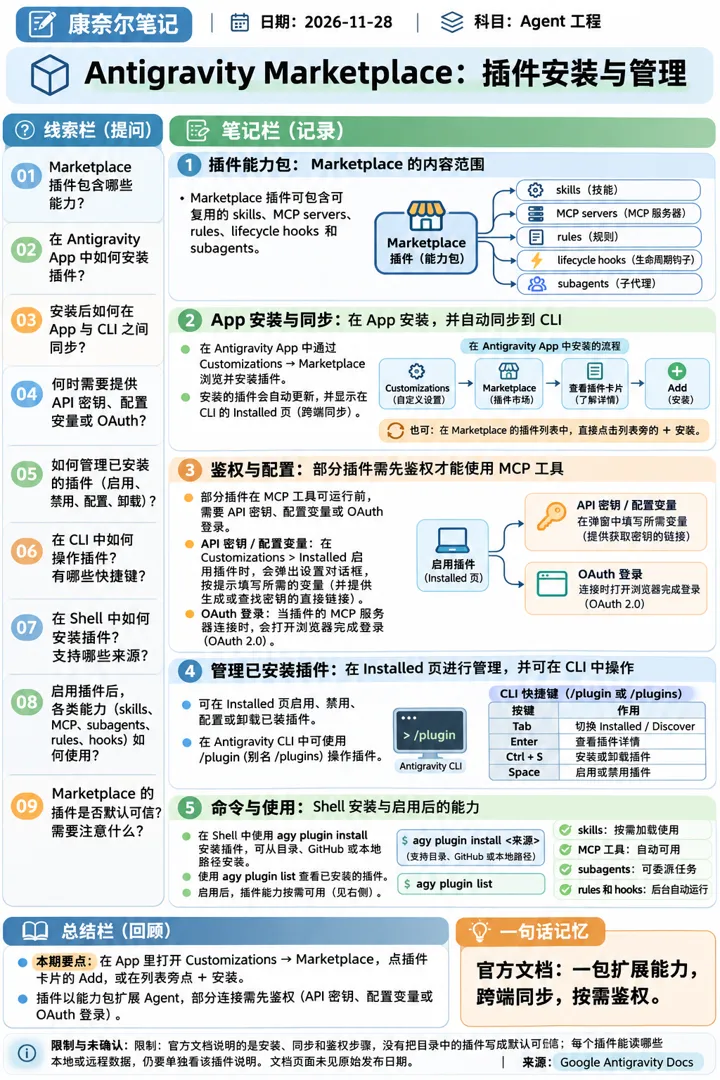 康奈尔笔记
日期：2026-11-28
科目：Agent 工程
Antigravity Marketplace：插件安装与管理
线索栏（提问）
01
Marketplace
插件包含哪些
能力？
02
在 Antigravity
App 中如何安装
插件？
03
安装后如何在
App 与 CLI 之间
同步？
04
何时需要提供
API 密钥、配置
变量或 OAuth？
05
如何管理已安装
的插件（启用、
禁用、配置、卸载）？
06
在 CLI 中如何
操作插件？
有哪些快捷键？
07
在 Shell 中如何
安装插件？
支持哪些来源？
08
启用插件后，
各类能力（skills、
MCP、subagents、
rules、hooks）如
何使用？
09
Marketplace 的
插件是否默认可信？
需要注意什么？
笔记栏（记录）
1 插件能力包： Marketplace 的内容范围
• Marketplace 插件可包含可
复用的 skills、MCP servers、
rules、lifecycle hooks 和
subagents。
Marketplace
插件（能力包）
skills（技能）
MCP servers（MCP 服务器）
rules（规则）
lifecycle hooks（生命周期钩子）
subagents（子代理）
2 App 安装与同步：在 App 安装，并自动同步到 CLI
在 Antigravity App 中通过
Customizations → Marketplace
浏览并安装插件。
安装的插件会自动更新，并显示在
CLI 的 Installed 页（跨端同步）。
在 Antigravity App 中安装的流程
Customizations
（自定义设置）
Marketplace
（插件市场）
查看插件卡片
（了解详情）
Add
（安装）
也可：在 Marketplace 的插件列表中，直接点击列表旁的 ＋ 安装。
3 鉴权与配置：部分插件需先鉴权才能使用 MCP 工具
部分插件在 MCP 工具可运行前，
需要 API 密钥、配置变量或 OAuth
登录。
API 密钥 / 配置变量：在
Customizations > Installed 启
用插件时，会弹出设置对话框，
按提示填写所需的变量（并提供
生成或查找密钥的直接链接）。
OAuth 登录：当插件的 MCP 服务
器连接时，会打开浏览器完成登录
（OAuth 2.0）。
启用插件
（Installed 页）
API 密钥 / 配置变量
在弹窗中填写所需变量
（提供获取密钥的链接）
OAuth 登录
连接时打开浏览器完成登录
（OAuth 2.0）
4 管理已安装插件：在 Installed 页进行管理，并可在 CLI 中操作
可在 Installed 页启用、禁用、
配置或卸载已装插件。
在 Antigravity CLI 中可使用
/plugin（别名 /plugins）操作插件。
> /plugin
Antigravity CLI
CLI 快捷键（/plugin 或 /plugins）
按键 作用
Tab 切换 Installed / Discover
Enter 查看插件详情
Ctrl + S 安装或卸载插件
Space 启用或禁用插件
5 命令与使用：Shell 安装与启用后的能力
在 Shell 中使用 agy plugin install
安装插件，可从目录、GitHub 或本地
路径安装。
使用 agy plugin list 查看已安装的插件。
启用后，插件能力按需可用（见右侧）。
$ agy plugin install <来源>
（支持目录、GitHub 或本地路径）
$ agy plugin list
skills：按需加载使用
MCP 工具：自动可用
subagents：可委派任务
rules 和 hooks：后台自动运行
总结栏（回顾）
本期要点：在 App 里打开 Customizations → Marketplace，点插件
卡片的 Add，或在列表旁点 ＋ 安装。
插件以能力包扩展 Agent，部分连接需先鉴权（API 密钥、配置变量或
OAuth 登录）。
一句话记忆
官方文档：一包扩展能力，
跨端同步，按需鉴权。
限制与未确认：限制：官方文档说明的是安装、同步和鉴权步骤，没有把目录中的插件写成默认可信；每个插件能读哪些
本地或远程数据，仍要单独看该插件说明。文档页面未见原始发布日期。
来源：Google Antigravity Docs